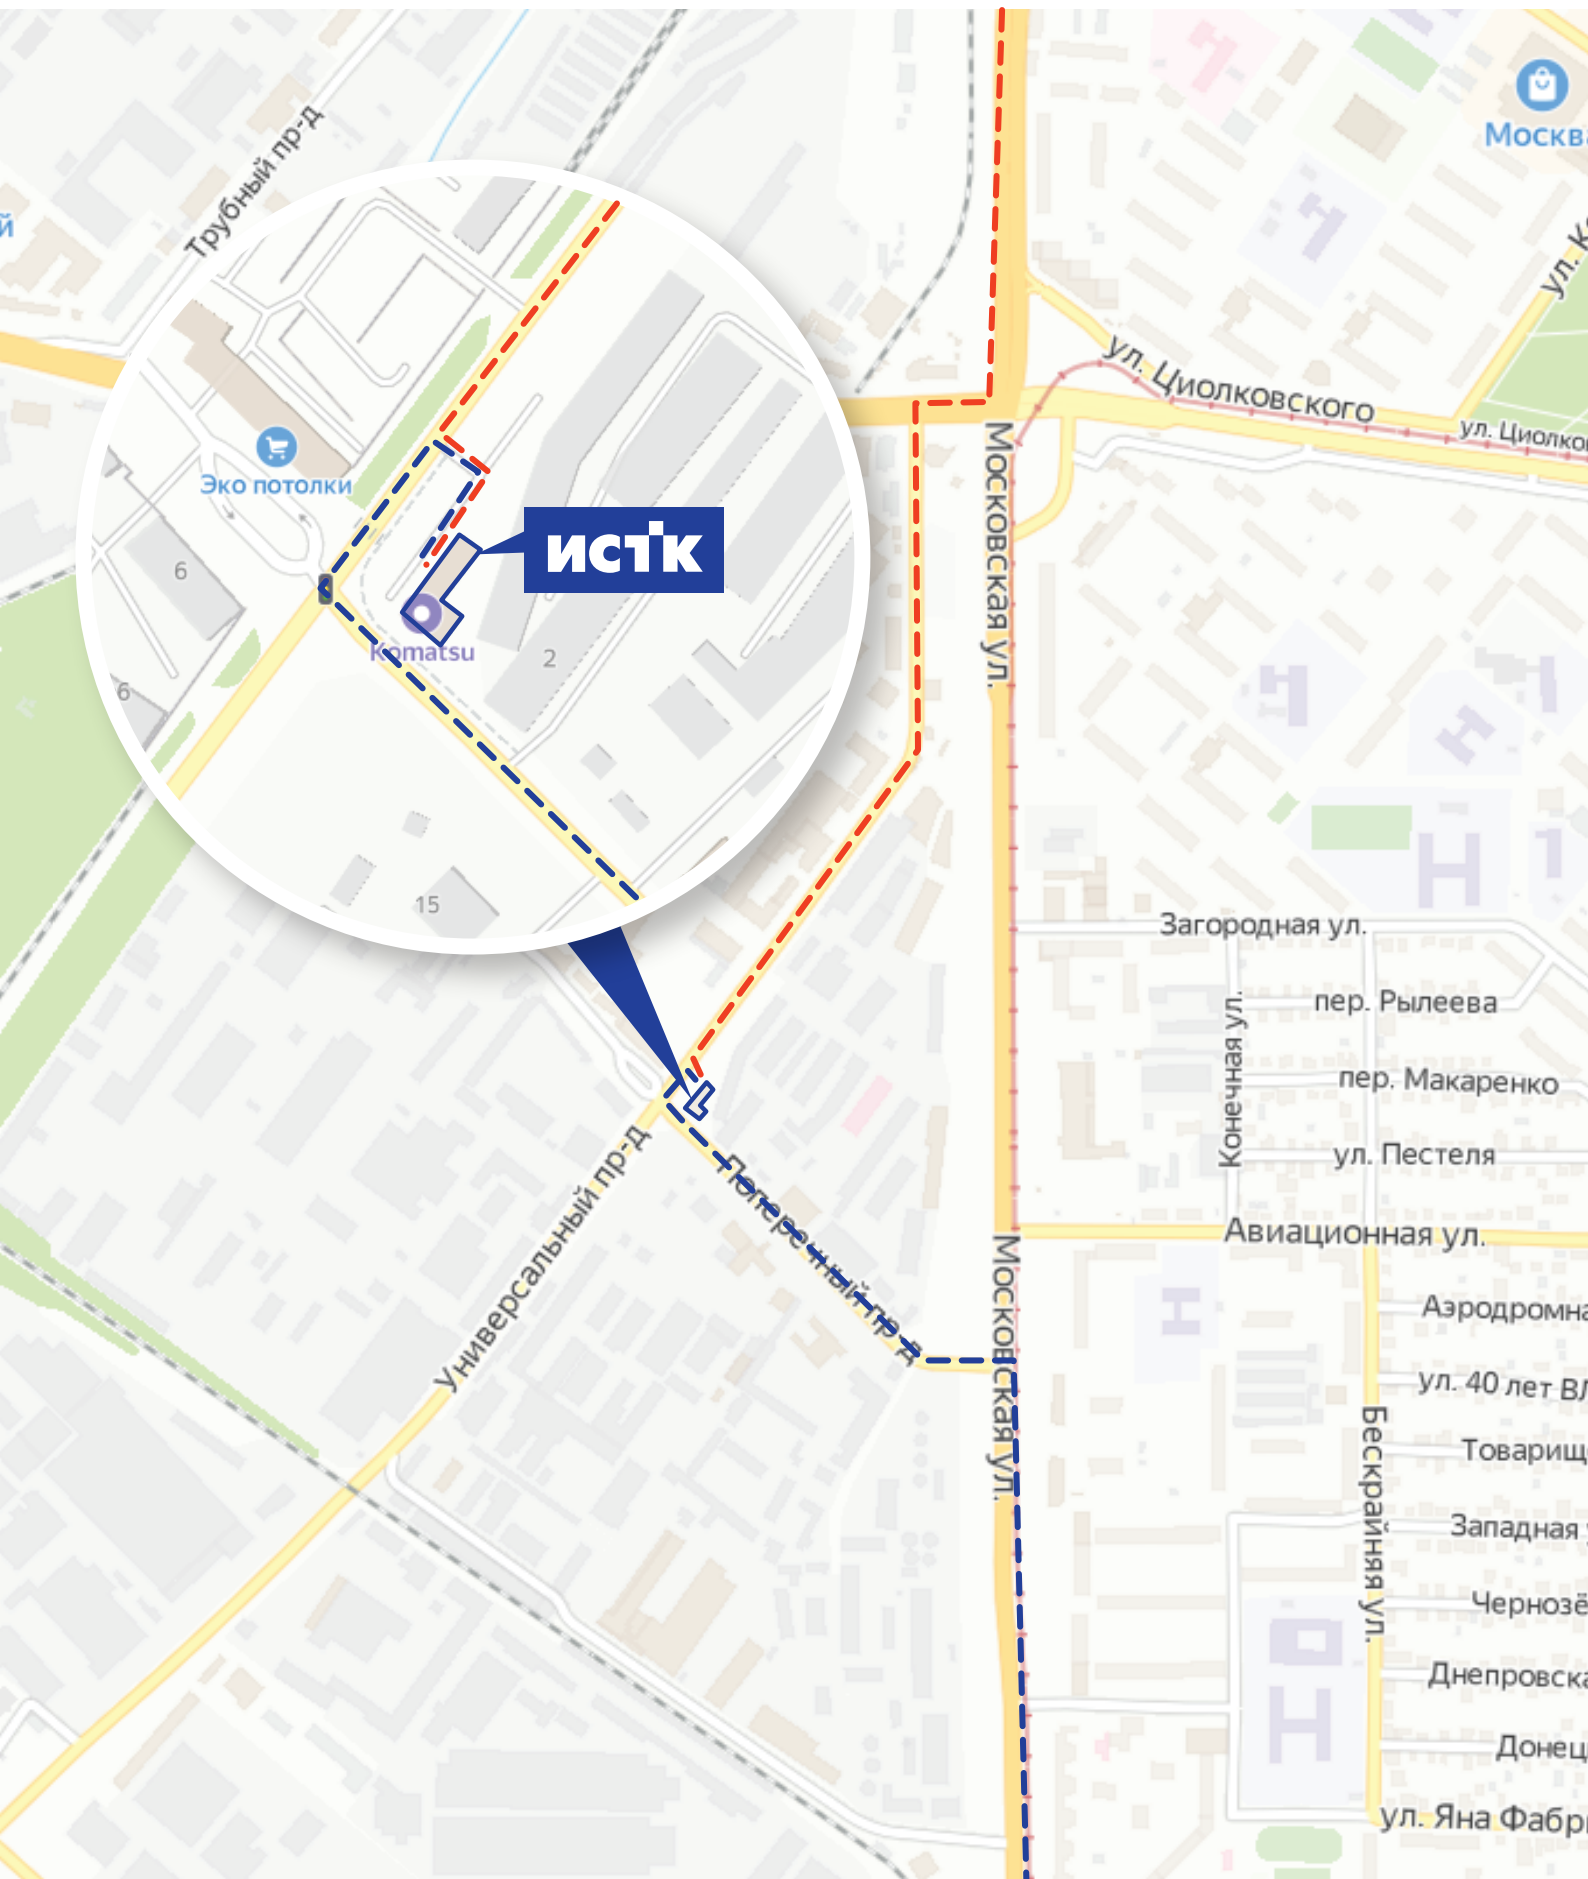 Москв
Трубный пр-д
й
ул. Ко
ул. Циолковского
ул. Циолко
Московская ул.
Эко потолки
ИСТК
6
Komatsu
2
6
15
Загородная ул.
пер. Рылеева
Конечная ул.
пер. Макаренко
ул. Пестеля
Универсальный пр-д
Поперечный пр-д
Московская ул.
Авиационная ул.
Аэродромна
ул. 40 лет ВЛ
Бескрайняя ул.
Товарищ
Западная
Чернозё
Днепровска
Донец
ул. Яна Фабри